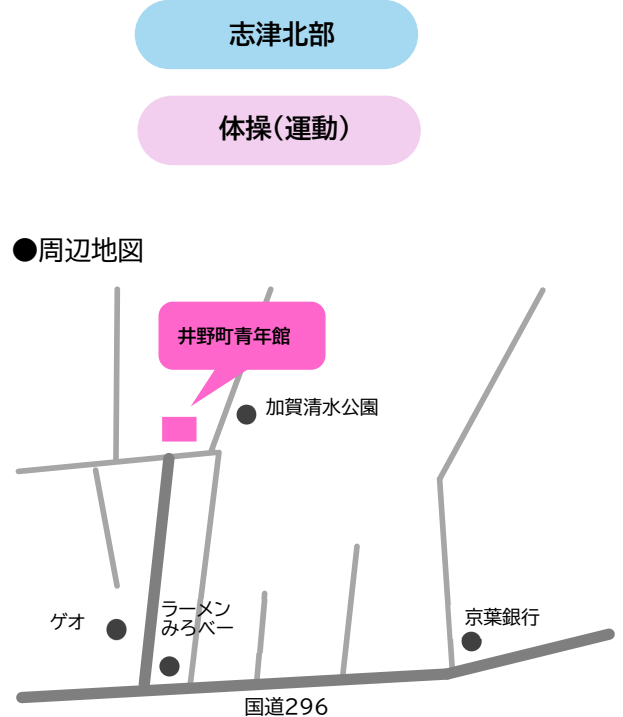 志津北部
体操(運動)
●周辺地図
井野町青年館
加賀清水公園
ゲオ
ラーメン
みろべー
京葉銀行
国道296